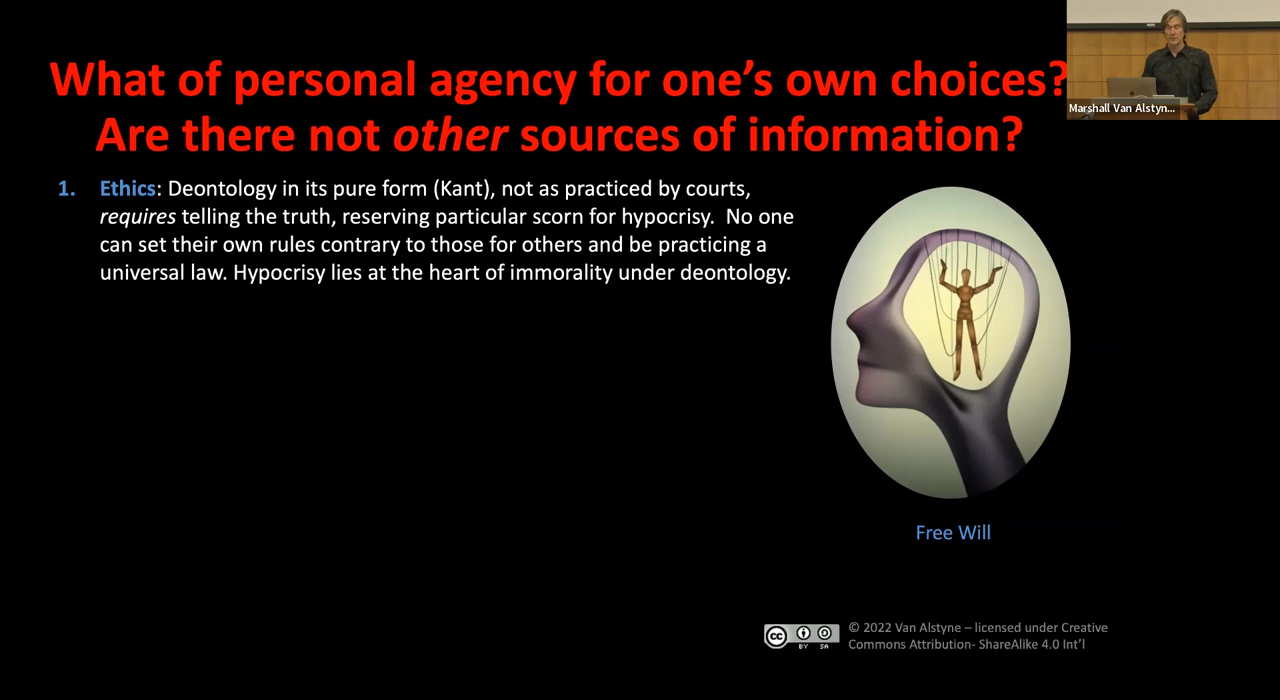 What of personal agency for one's own choices?
Are there not other sources of information?
Marshall Van Alstyn...
1. Ethics: Deontology in its pure form (Kant), not as practiced by courts,
requires telling the truth, reserving particular scorn for hypocrisy.  No one
can set their own rules contrary to those for others and be practicing a
universal law. Hypocrisy lies at the heart of immorality under deontology.
Free Will
cc BY SA
© 2022 Van Alstyne – licensed under Creative
Commons Attribution- ShareAlike 4.0 Int'l